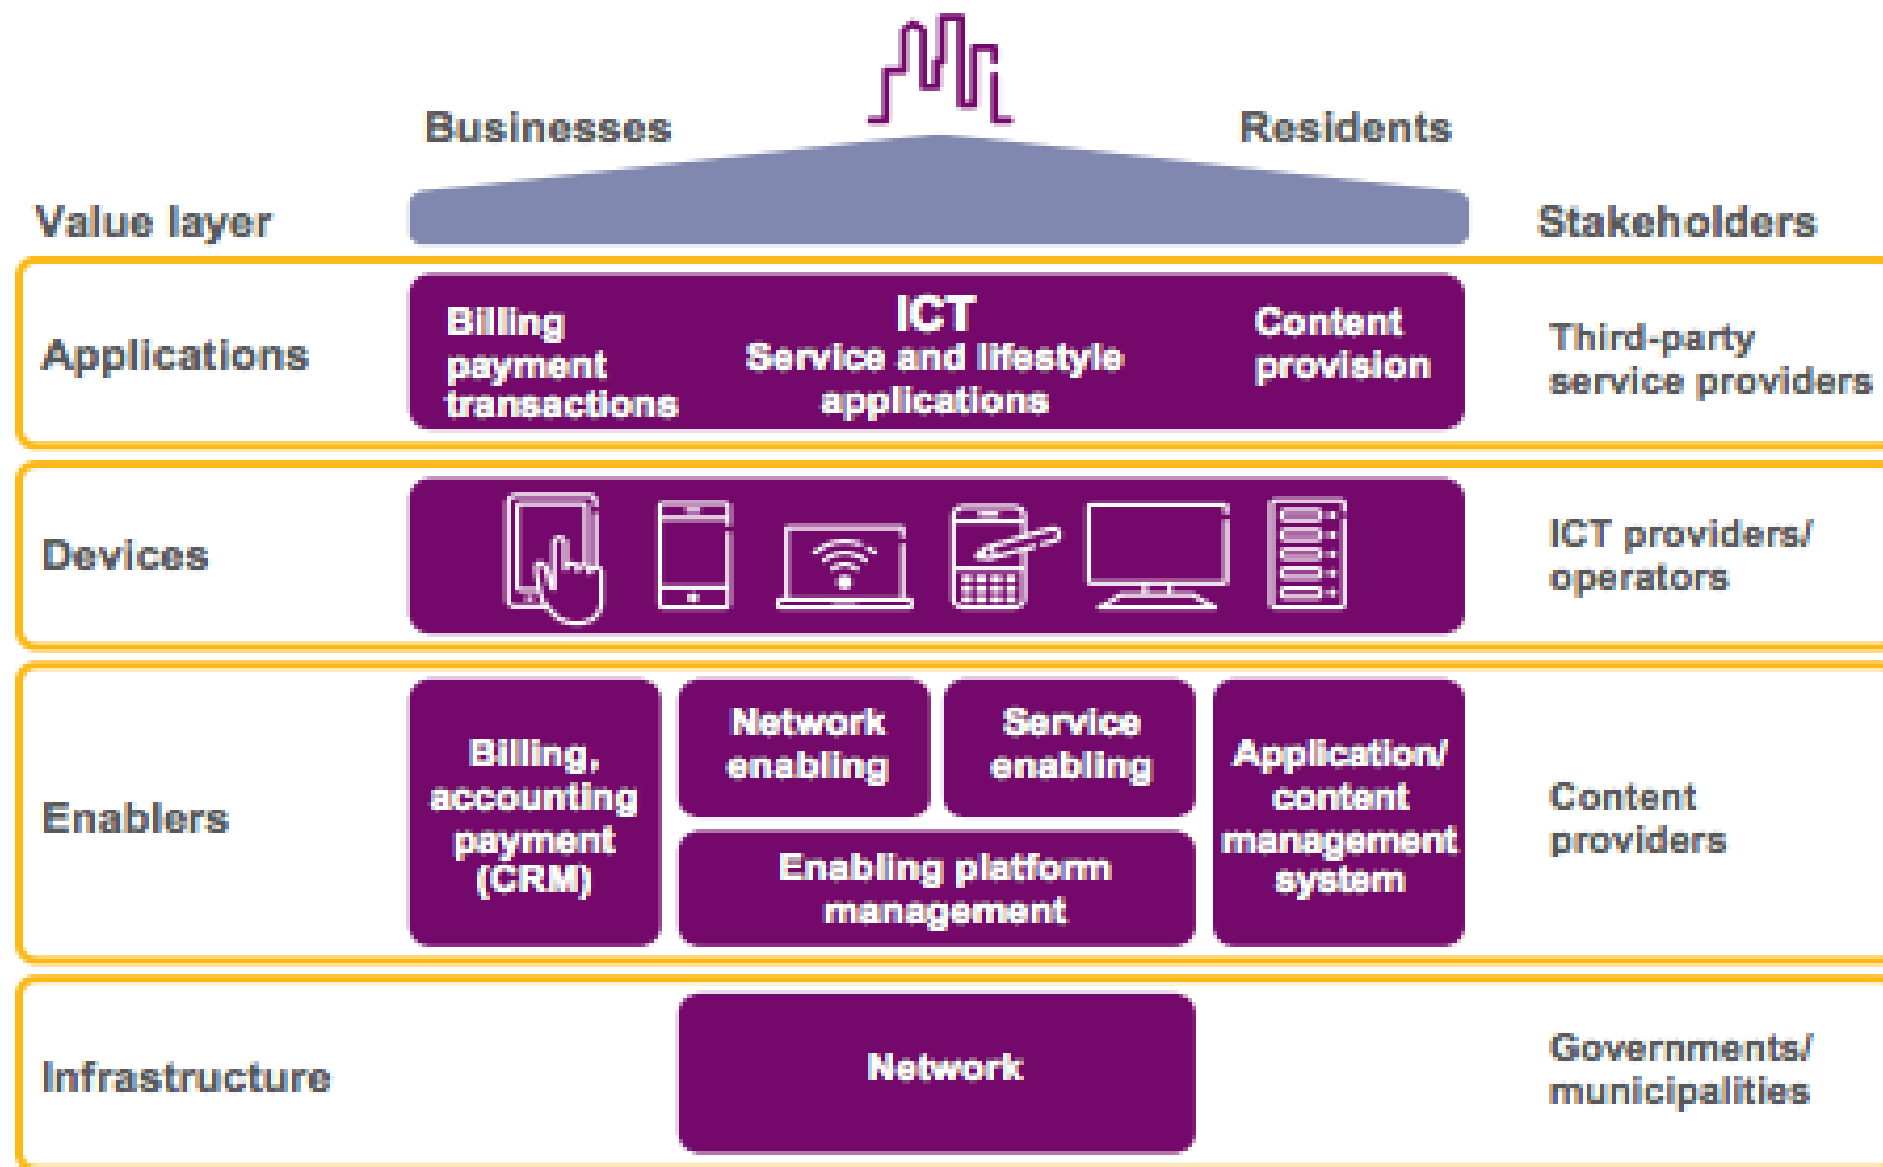 Businesses
Residents
Value layer
Stakeholders
Applications
Billing
payment
transactions
ICT
Service and lifestyle
applications
Content
provision
Third-party
service providers
Devices
ICT providers/
operators
Enablers
Billing,
accounting
payment
(CRM)
Network
enabling
Service
enabling
Enabling platform
management
Application/
content
management
system
Content
providers
Infrastructure
Network
Governments/
municipalities